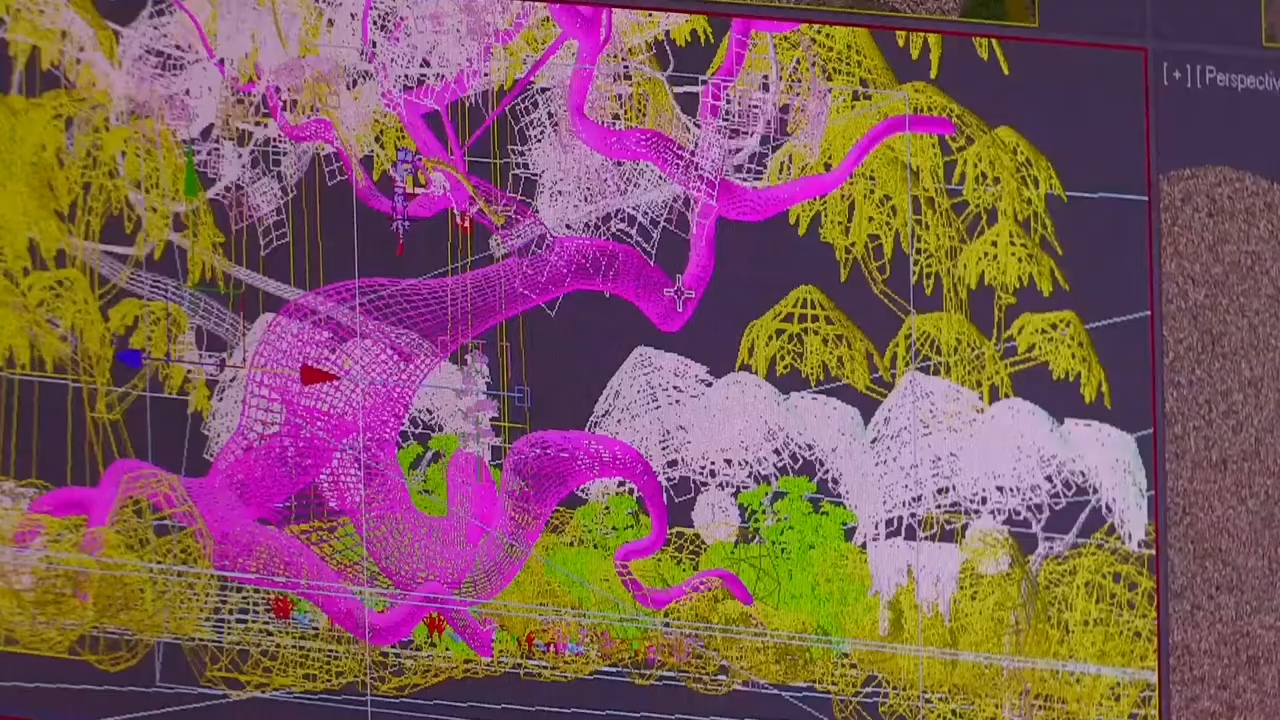 [ + ] [ Perspectiv